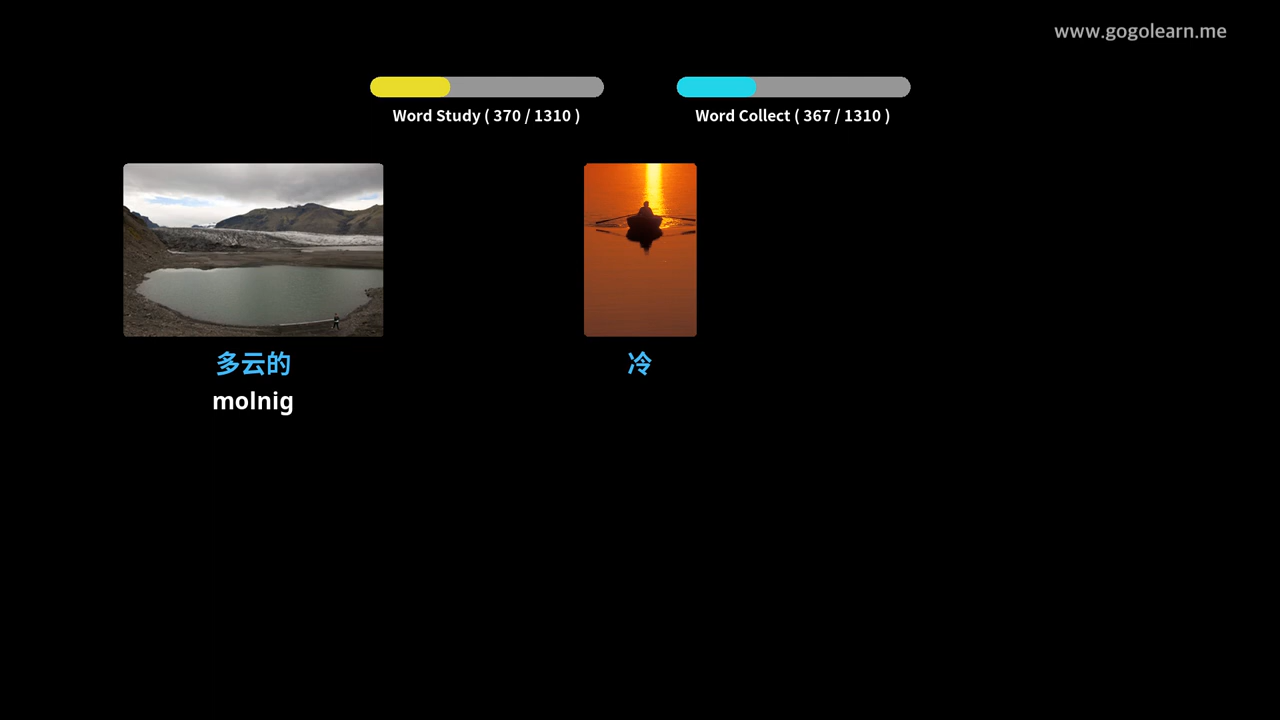 www.gogolearn.me
Word Study ( 370 / 1310 )
Word Collect ( 367 / 1310 )
多云的
molnig
冷